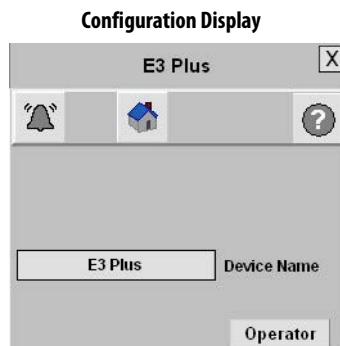 Configuration Display
E3 Plus
X
?
E3 Plus
Device Name
Operator